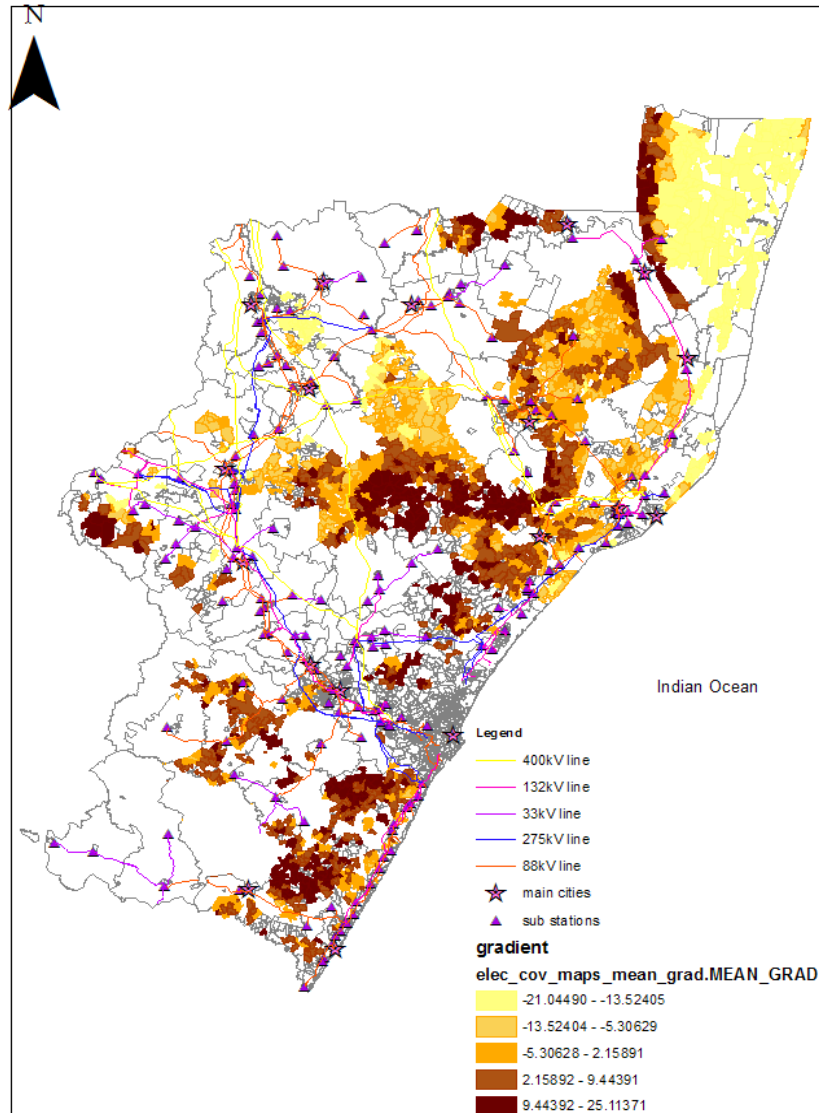 N
Indian Ocean
Legend
400kV line
132kV line
33kV line
275kV line
88kV line
main cities
sub stations
gradient
elec_cov_maps_mean_grad.MEAN_GRAD
-21.04490 - -13.52405
-13.52404 - -5.30629
-5.30628 - 2.15891
2.15892 - 9.44391
9.44392 - 25.11371